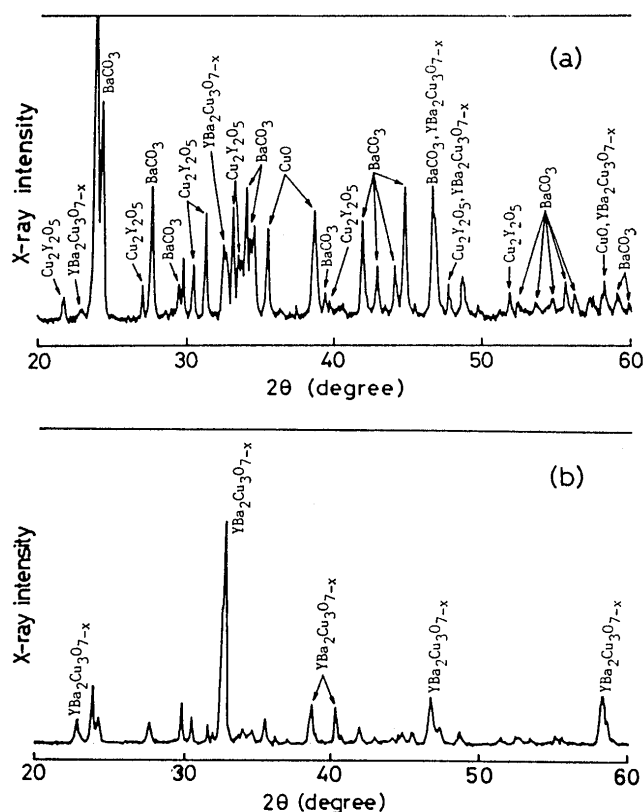 (a)
X-ray intensity
Cu₂Y₂O₅
YBa₂Cu₃O₇₋ₓ
BaCO₃
Cu₂Y₂O₅
BaCO₃
BaCO₃
Cu₂Y₂O₅
YBa₂Cu₃O₇₋ₓ
Cu₂Y₂O₅
BaCO₃
CuO
BaCO₃
Cu₂Y₂O₅
BaCO₃
BaCO₃,YBa₂Cu₃O₇₋ₓ
Cu₂Y₂O₅,YBa₂Cu₃O₇₋ₓ
Cu₂Y₂O₅
BaCO₃
CuO,YBa₂Cu₃O₇₋ₓ
BaCO₃
20 30 40 50 60
2θ (degree)
(b)
X-ray intensity
YBa₂Cu₃O₇₋ₓ
YBa₂Cu₃O₇₋ₓ
YBa₂Cu₃O₇₋ₓ
YBa₂Cu₃O₇₋ₓ
YBa₂Cu₃O₇₋ₓ
20 30 40 50 60
2θ (degree)